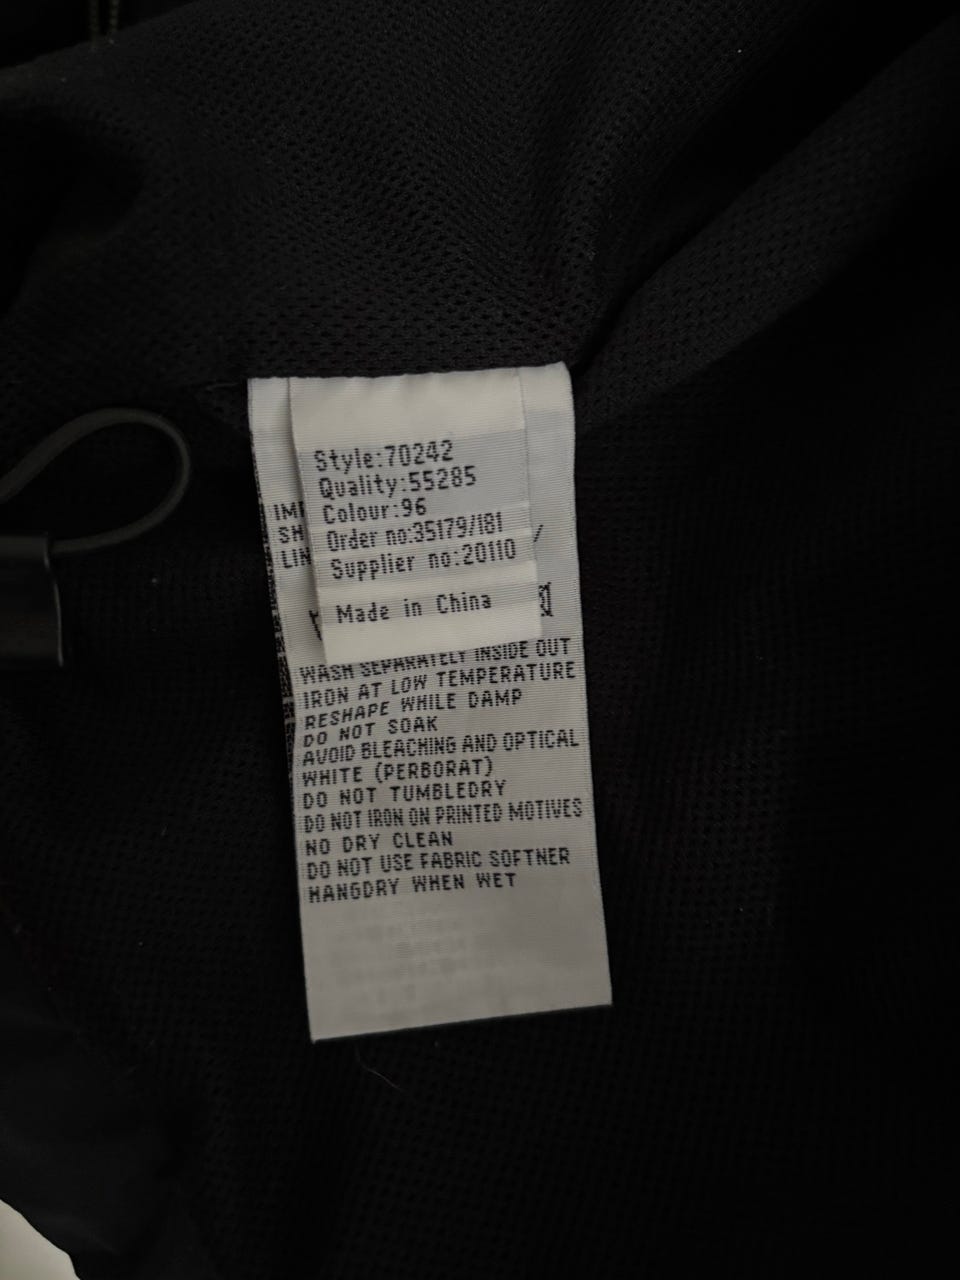 Style:70242
Quality:55285
Colour:96
Order no:35179/181
Supplier no:20110
Made in China
SH
LIN
WASH SEPARATELY INSIDE OUT
IRON AT LOW TEMPERATURE
RESHAPE WHILE DAMP
DO NOT SOAK
AVOID BLEACHING AND OPTICAL
WHITE (PERBORAT)
DO NOT TUMBLEDRY
DO NOT IRON ON PRINTED MOTIVES
NO DRY CLEAN
DO NOT USE FABRIC SOFTNER
HANGDRY WHEN WET